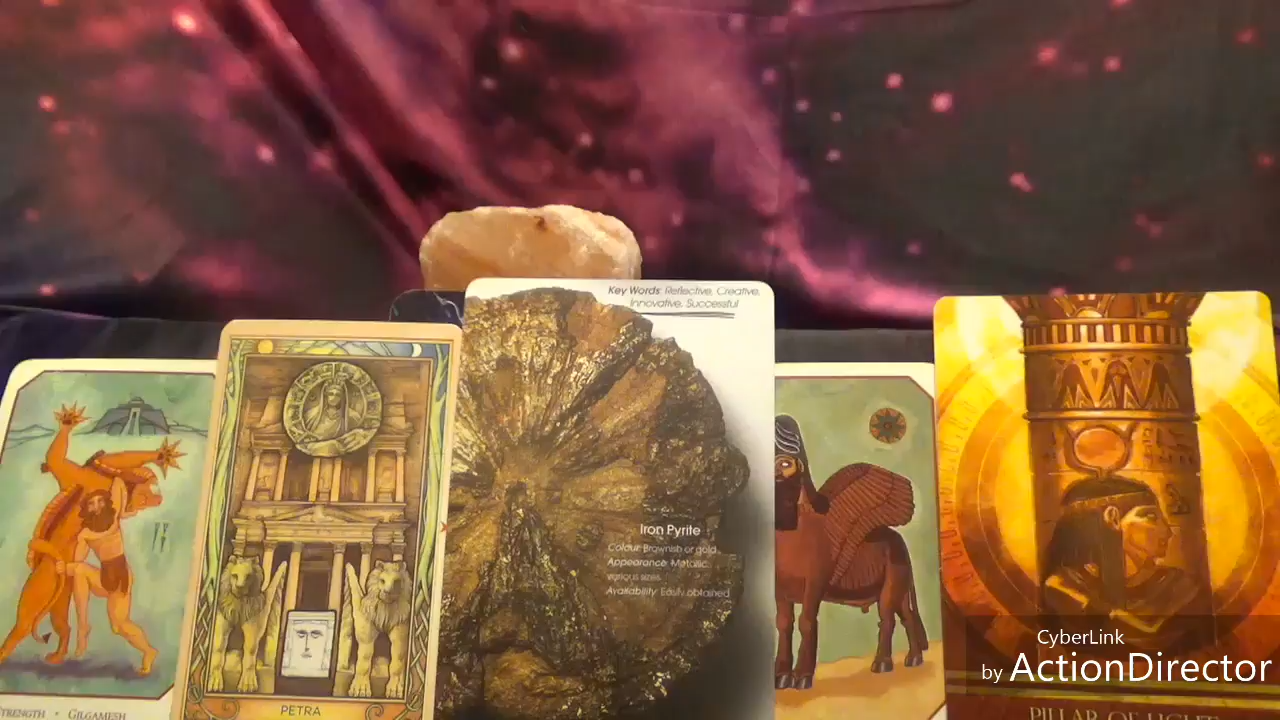 Key Words: Reflective, Creative,
Innovative, Successful
Iron Pyrite
Colour: Brownish or gold
Appearance: Metallic,
various sizes
Availability: Easily obtained
STRENGTH • GILGAMESH
PETRA
PILLAR OF LIGHT
CyberLink
by ActionDirector